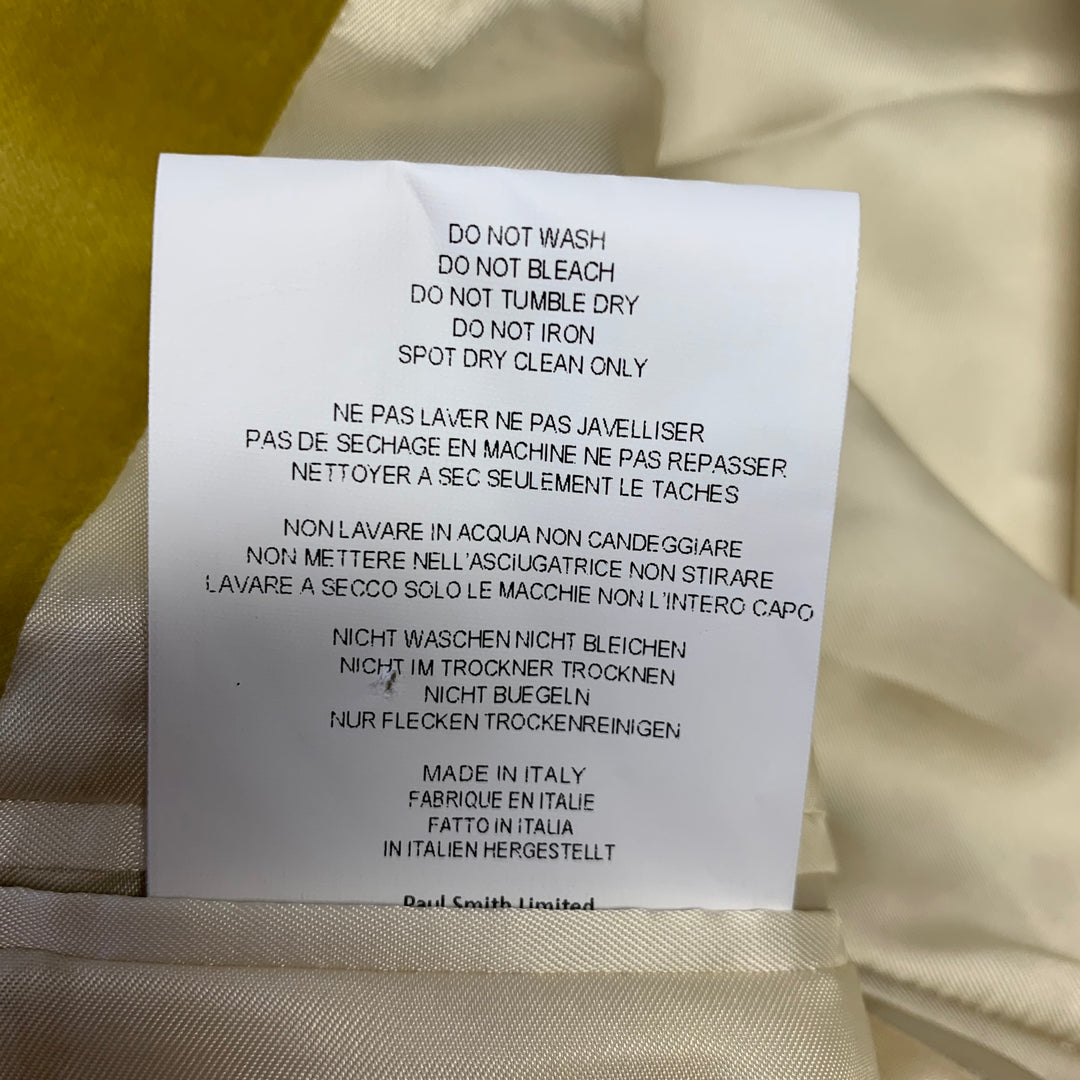 DO NOT WASH
DO NOT BLEACH
DO NOT TUMBLE DRY
DO NOT IRON
SPOT DRY CLEAN ONLY
NE PAS LAVER NE PAS JAVELLISER
PAS DE SECHAGE EN MACHINE NE PAS REPASSER
NETTOYER A SEC SEULEMENT LE TACHES
NON LAVARE IN ACQUA NON CANDEGGIARE
NON METTERE NELL'ASCIUGATRICE NON STIRARE
LAVARE A SECCO SOLO LE MACCHIE NON L'INTERO CAPO
NICHT WASCHEN NICHT BLEICHEN
NICHT IM TROCKNER TROCKNEN
NICHT BUEGELN
NUR FLECKEN TROCKENREINIGEN
MADE IN ITALY
FABRIQUE EN ITALIE
FATTO IN ITALIA
IN ITALIEN HERGESTELLT
Paul Smith Limited